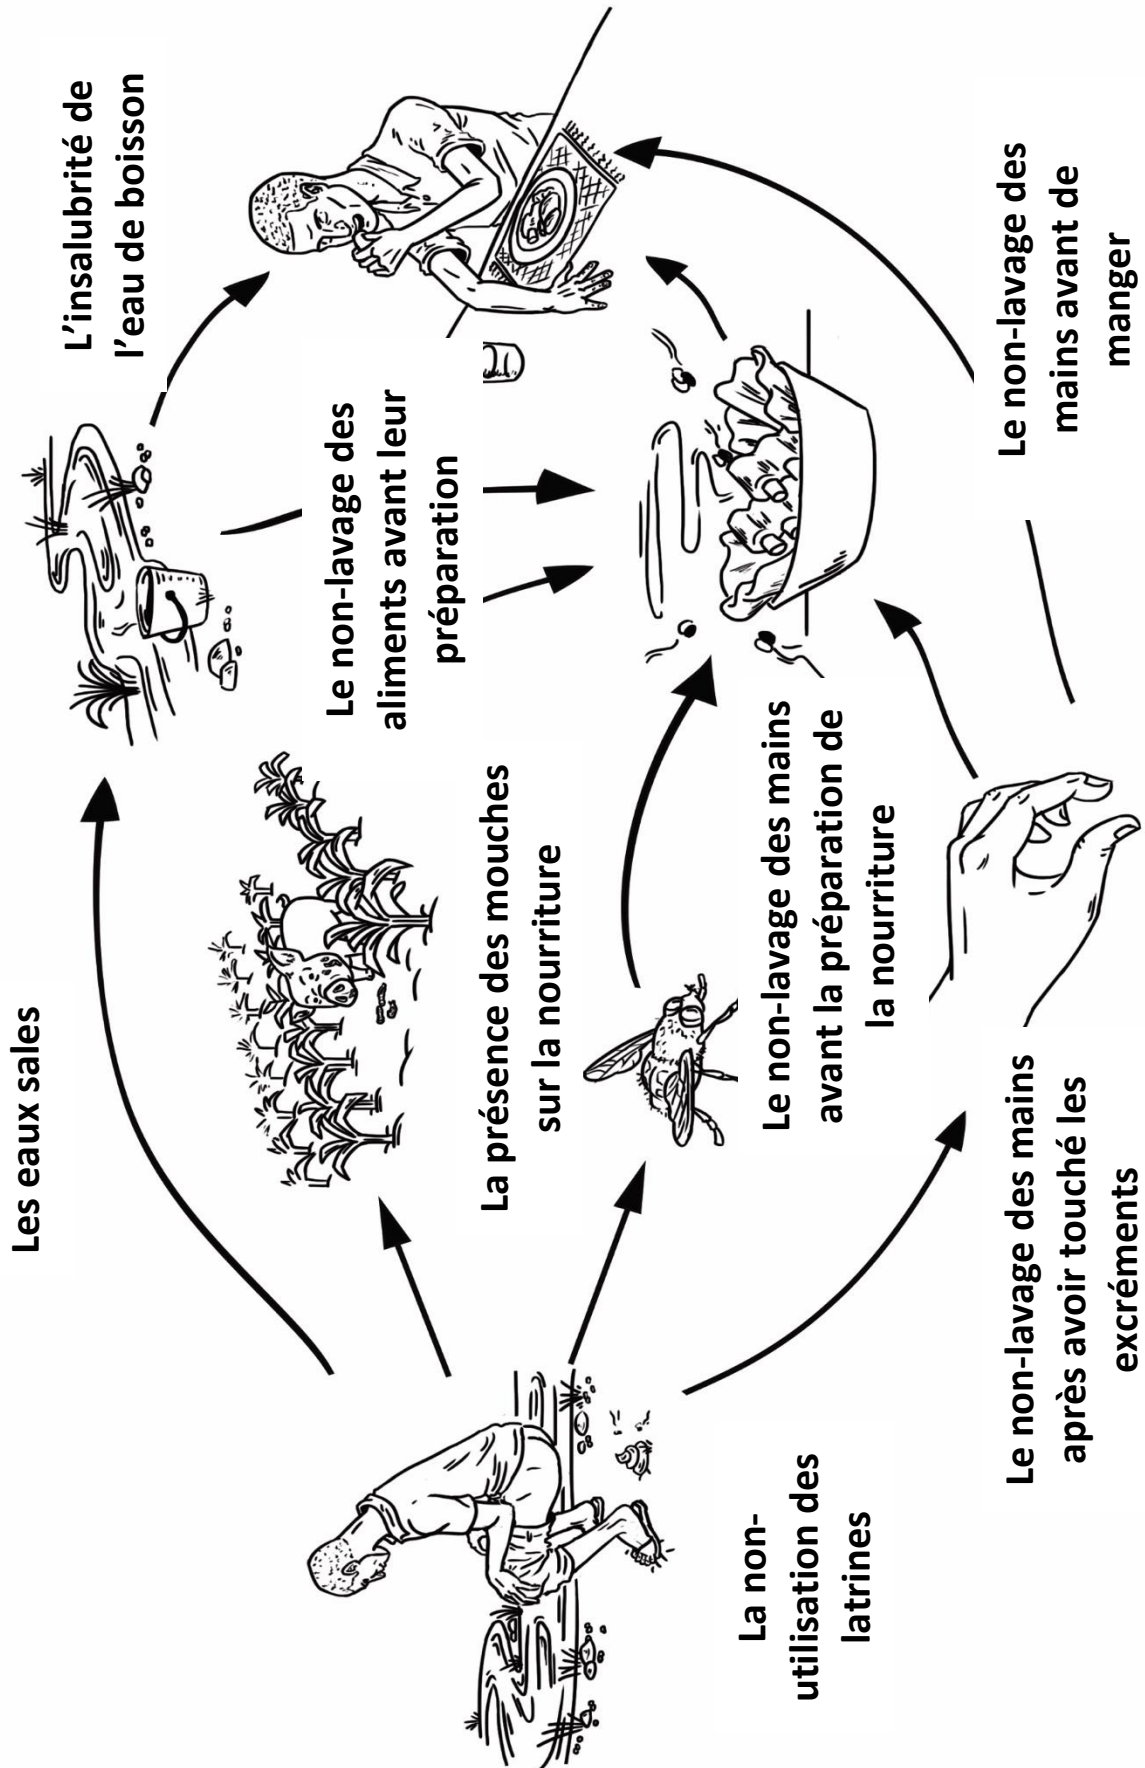 Les eaux sales
L’insalubrité de
l’eau de boisson
Le non-lavage des
aliments avant leur
préparation
La présence des mouches
sur la nourriture
La non-
utilisation des
latrines
Le non-lavage des mains
avant la préparation de
la nourriture
Le non-lavage des mains
après avoir touché les
excréments
Le non-lavage des
mains avant de
manger